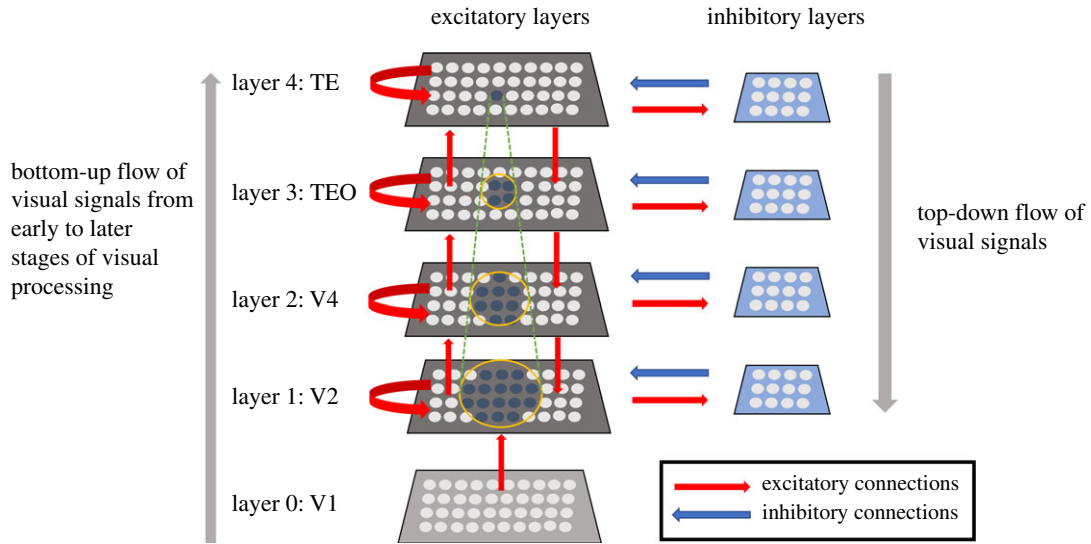 excitatory layers
inhibitory layers
layer 4: TE
bottom-up flow of
visual signals from
early to later
stages of visual
processing
layer 3: TEO
top-down flow of
visual signals
layer 2: V4
layer 1: V2
layer 0: V1
excitatory connections
inhibitory connections